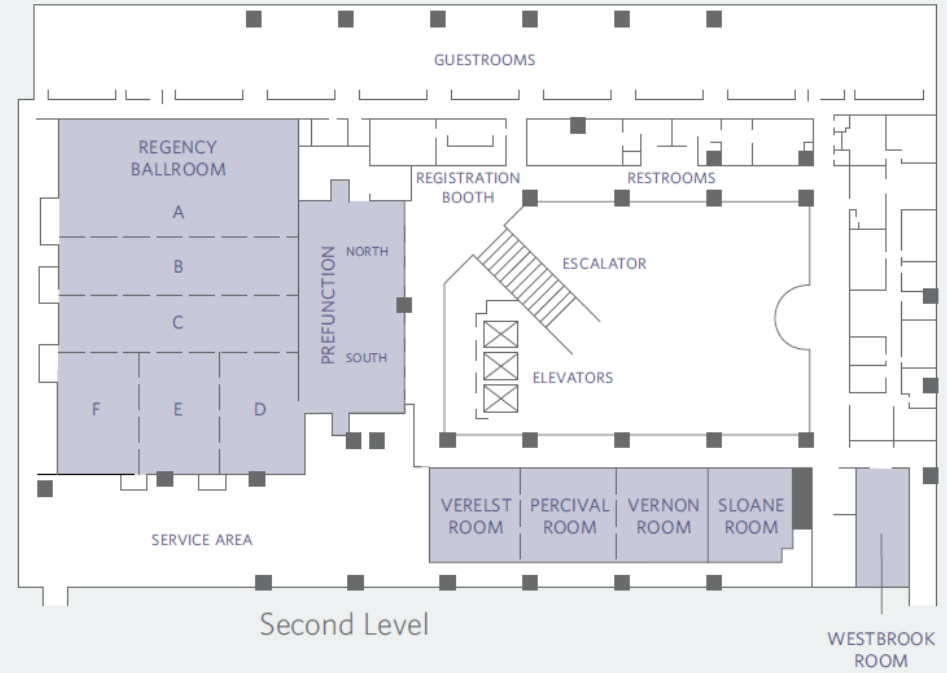 GUESTROOMS
REGENCY
BALLROOM
A
B
C
F
E
D
PREFUNCTION
NORTH
SOUTH
REGISTRATION
BOOTH
RESTROOMS
ESCALATOR
ELEVATORS
VERELST
ROOM
PERCIVAL
ROOM
VERNON
ROOM
SLOANE
ROOM
SERVICE AREA
Second Level
WESTBROOK
ROOM